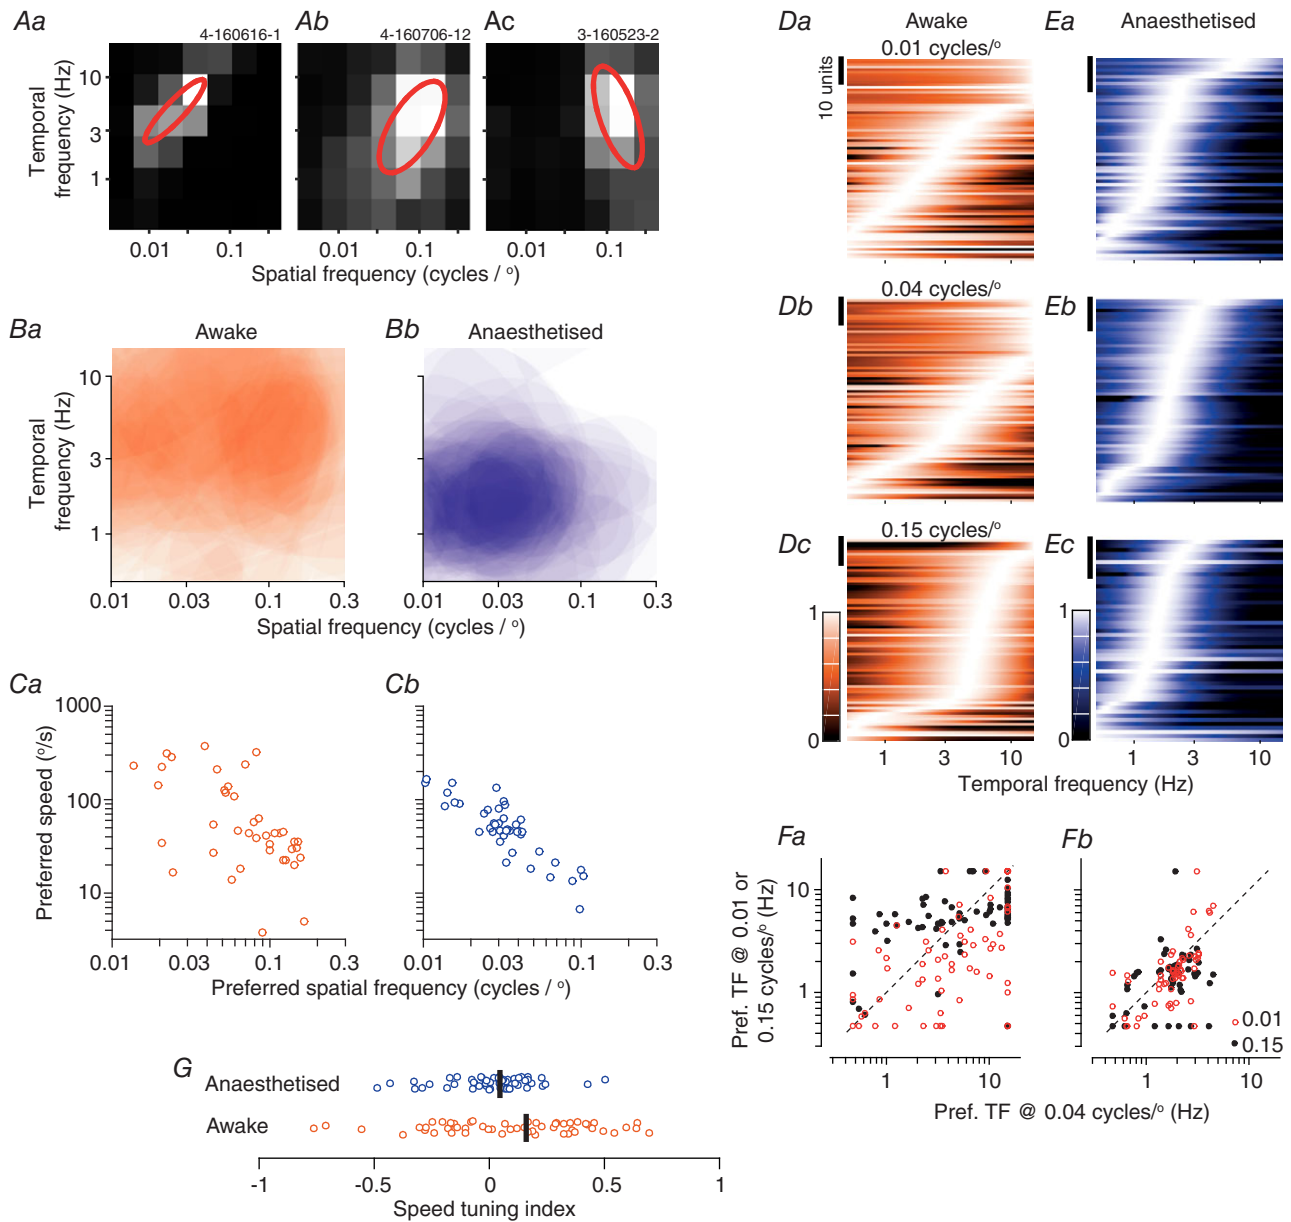 Aa
4-160616-1
Ab
4-160706-12
Ac
3-160523-2
Temporal
frequency (Hz)
10
3
1
0.01 0.1
0.01 0.1
0.01 0.1
Spatial frequency (cycles / °)
Ba
Awake
Bb
Anaesthetised
Temporal
frequency (Hz)
10
3
1
0.01 0.03 0.1 0.3
0.01 0.03 0.1 0.3
Spatial frequency (cycles / °)
Ca
Cb
Preferred speed (°/s)
1000
100
10
0.01 0.03 0.1 0.3
0.01 0.03 0.1 0.3
Preferred spatial frequency (cycles / °)
G
Anaesthetised
Awake
-1 -0.5 0 0.5 1
Speed tuning index
Da
Awake
0.01 cycles/°
10 units
Ea
Anaesthetised
Db
0.04 cycles/°
Eb
Dc
0.15 cycles/°
Ec
1
0
1
0
1 3 10
1 3 10
Temporal frequency (Hz)
Fa
Fb
Pref. TF @ 0.01 or
0.15 cycles/° (Hz)
10
1
1 10
1 10
0.01
0.15
Pref. TF @ 0.04 cycles/° (Hz)